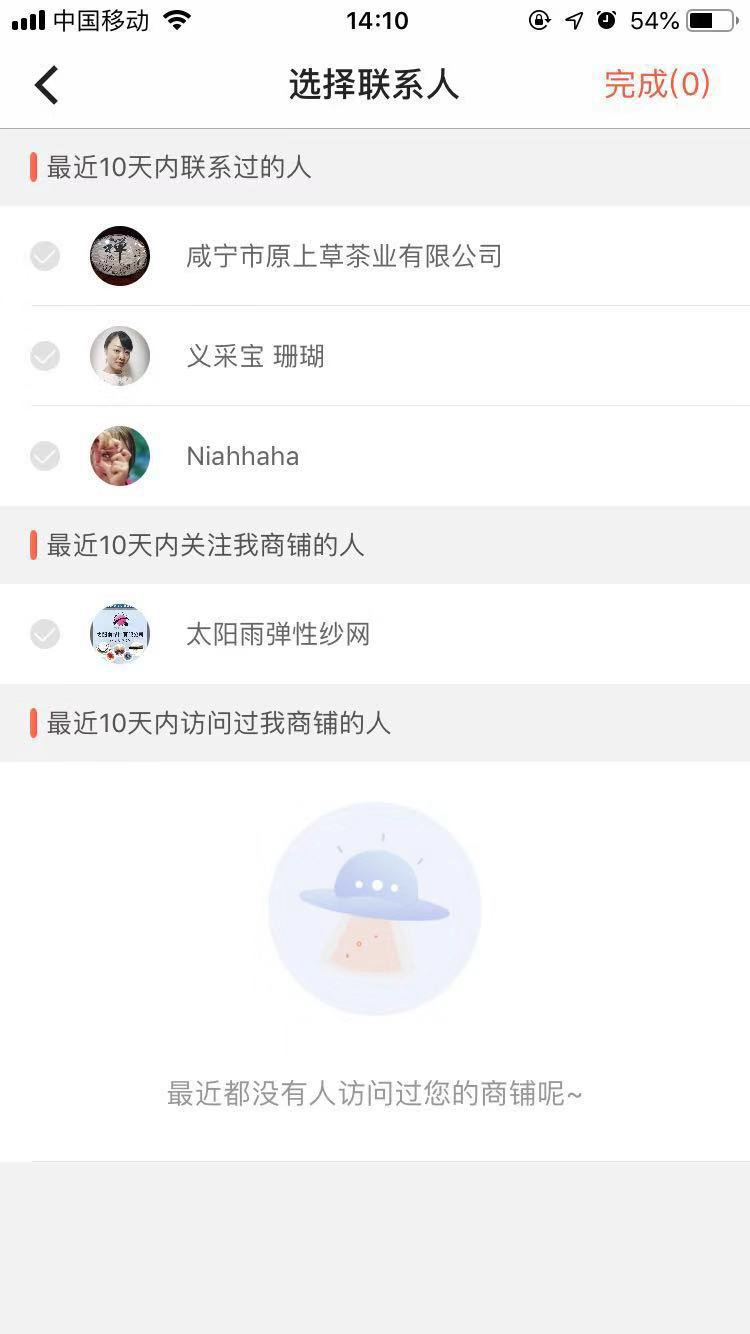 中国移动 14:10 54%
选择联系人 完成(0)
最近10天内联系过的人
禅
咸宁市原上草茶业有限公司
义采宝 珊瑚
Niahhaha
最近10天内关注我商铺的人
太阳雨弹性纱网
最近10天内访问过我商铺的人
最近都没有人访问过您的商铺呢~